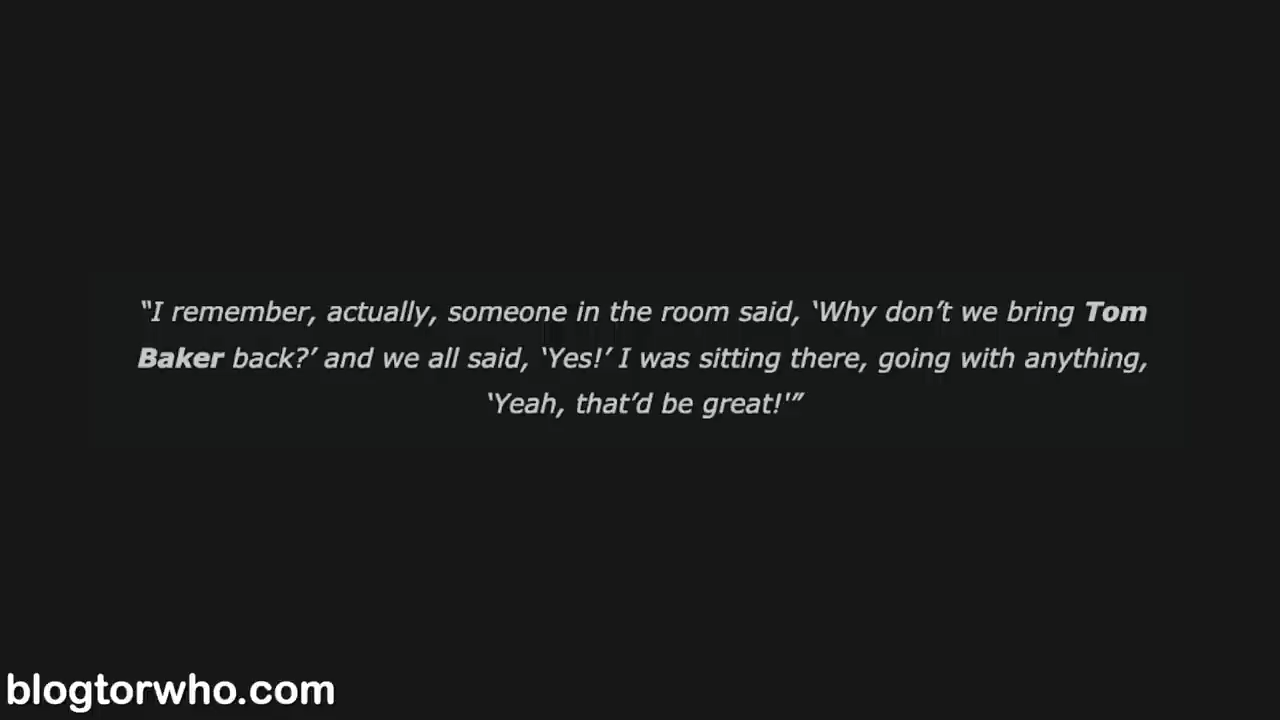 “I remember, actually, someone in the room said, ‘Why don’t we bring Tom
Baker back?’ and we all said, ‘Yes!’ I was sitting there, going with anything,
‘Yeah, that’d be great!'”
blogtorwho.com